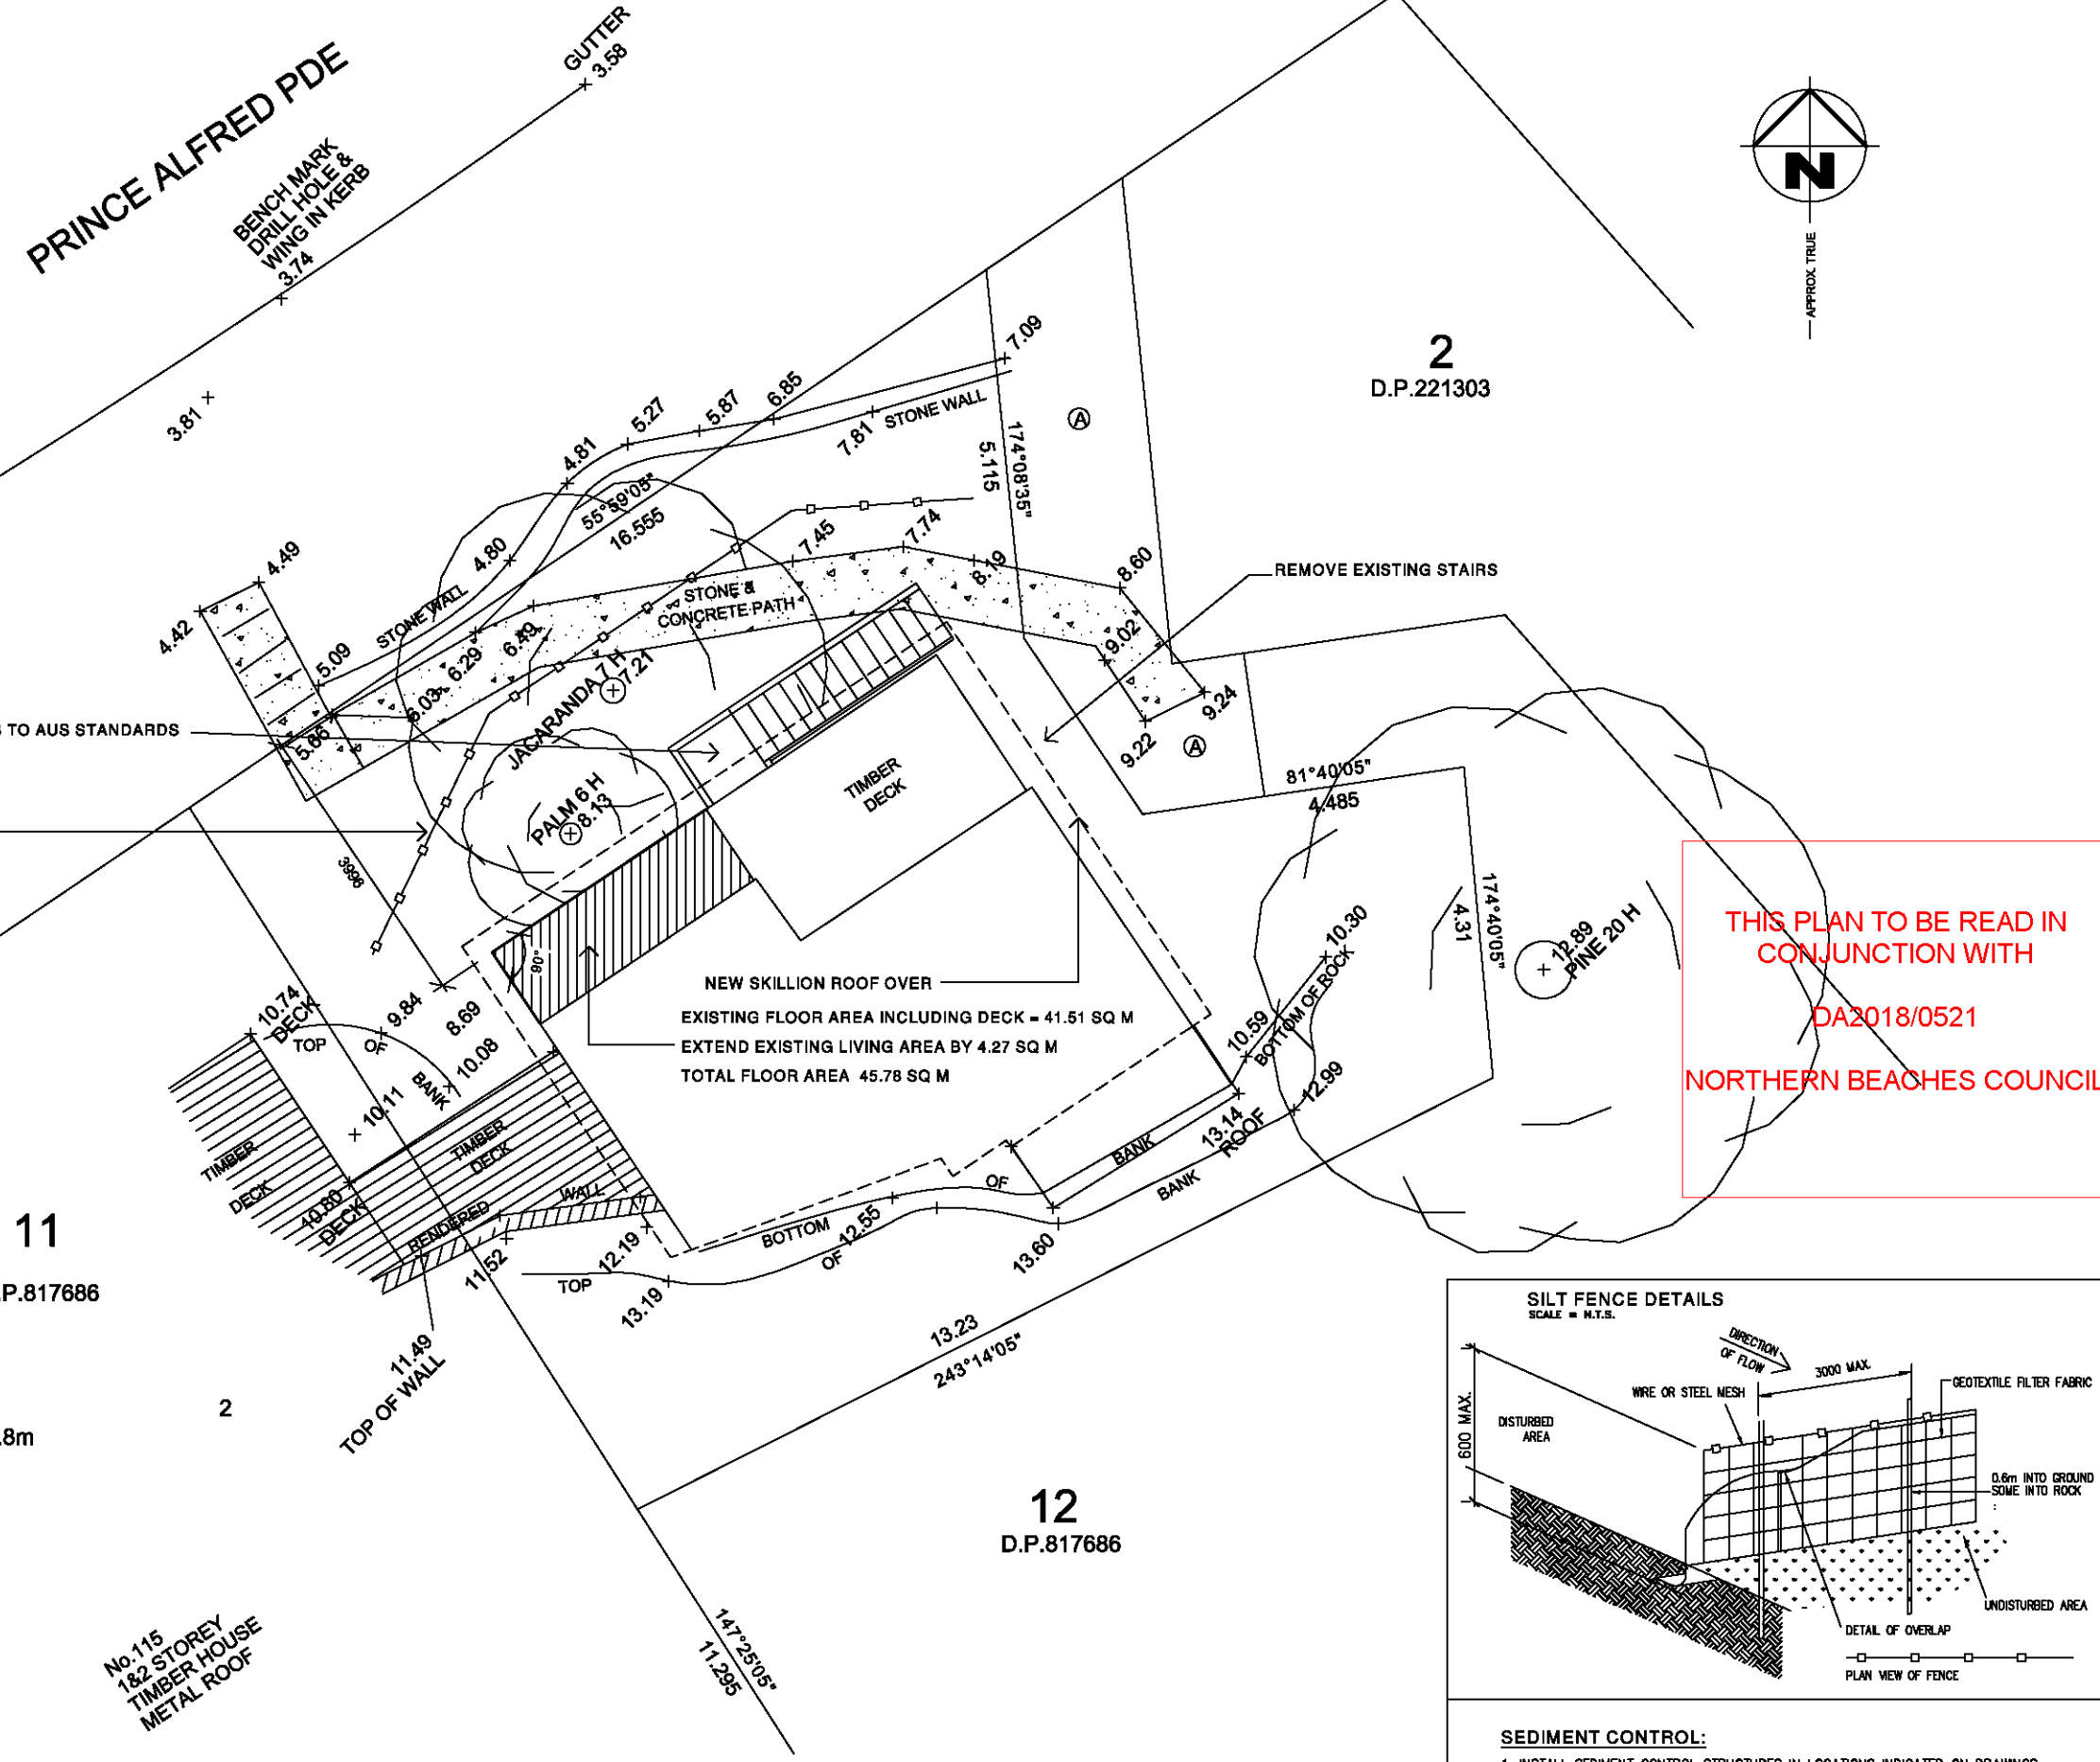 PRINCE ALFRED PDE
GUTTER
3.58
BENCH MARK
DRILL HOLE &
WING IN KERB
3.74
3.81
N
APPROX. TRUE
2
D.P.221303
7.09
6.85
5.87
5.27
4.81
7.81
STONE WALL
174°08'35"
5.115
A
55°59'05"
16.555
4.80
4.49
4.42
STONE WALL
5.09
7.45
7.74
8.19
8.60
STONE &
CONCRETE PATH
REMOVE EXISTING STAIRS
6.49
6.29
6.03
5.66
9.02
9.24
9.22
A
TO AUS STANDARDS
JACARANDA 7 H
7.21
PALM 6 H
8.13
TIMBER
DECK
81°40'05"
4.485
174°40'05"
4.31
3996
90°
12.89
PINE 20 H
THIS PLAN TO BE READ IN
CONJUNCTION WITH
DA2018/0521
NORTHERN BEACHES COUNCIL
NEW SKILLION ROOF OVER
EXISTING FLOOR AREA INCLUDING DECK = 41.51 SQ M
EXTEND EXISTING LIVING AREA BY 4.27 SQ M
TOTAL FLOOR AREA 45.78 SQ M
10.30
BOTTOM OF ROCK
10.59
12.99
13.14
ROOF
10.74
DECK
9.84
8.69
TOP OF BANK
10.08
10.11
TIMBER
DECK
TIMBER
DECK
10.80
DECK
RENDERED WALL
11.52
12.19
BOTTOM OF BANK
12.55
TOP OF BANK
13.19
13.60
11
P.817686
11.49
TOP OF WALL
13.23
243°14'05"
2
.8m
12
D.P.817686
147°25'05"
11.295
No.115
1&2 STOREY
TIMBER HOUSE
METAL ROOF
SILT FENCE DETAILS
SCALE = N.T.S.
DIRECTION
OF FLOW
3000 MAX.
WIRE OR STEEL MESH
GEOTEXTILE FILTER FABRIC
600 MAX.
DISTURBED
AREA
0.6m INTO GROUND
SOME INTO ROCK
:
UNDISTURBED AREA
DETAIL OF OVERLAP
PLAN VIEW OF FENCE
SEDIMENT CONTROL:
1. INSTALL SEDIMENT CONTROL STRUCTURES IN LOCATIONS INDICATED ON DRAWINGS